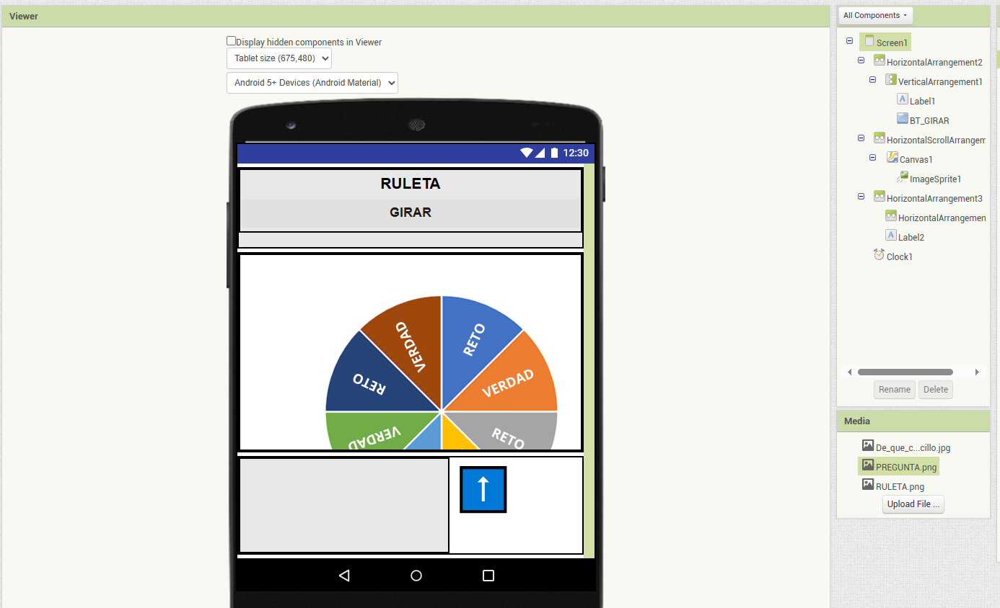 Viewer
Display hidden components in Viewer
Tablet size (675,480)
Android 5+ Devices (Android Material)
12:30
RULETA
GIRAR
VERDAD
RETO
RETO
VERDAD
VERDAD
RETO
↑
All Components
Screen1
HorizontalArrangement2
VerticalArrangement1
Label1
BT_GIRAR
HorizontalScrollArrangem
Canvas1
ImageSprite1
HorizontalArrangement3
HorizontalArrangemen
Label2
Clock1
Rename
Delete
Media
De_que_c...cillo.jpg
PREGUNTA.png
RULETA.png
Upload File ...